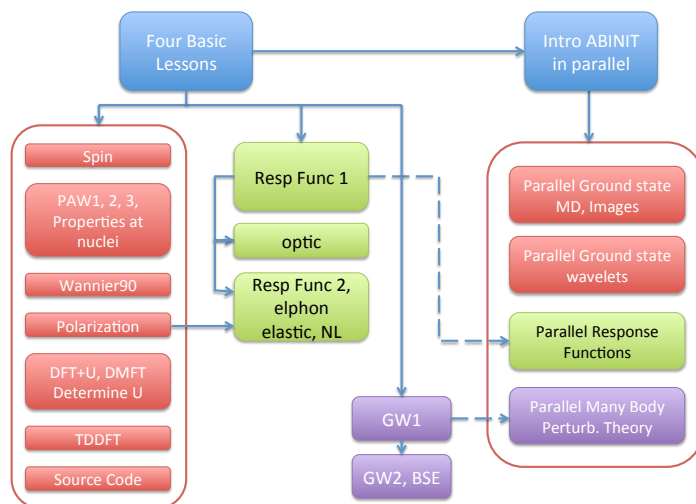 Four Basic
Lessons
Intro ABINIT
in parallel
Spin
PAW1, 2, 3,
Properties at
nuclei
Wannier90
Polarization
DFT+U, DMFT
Determine U
TDDFT
Source Code
Resp Func 1
optic
Resp Func 2,
elphon
elastic, NL
GW1
GW2, BSE
Parallel Ground state
MD, Images
Parallel Ground state
wavelets
Parallel Response
Functions
Parallel Many Body
Perturb. Theory